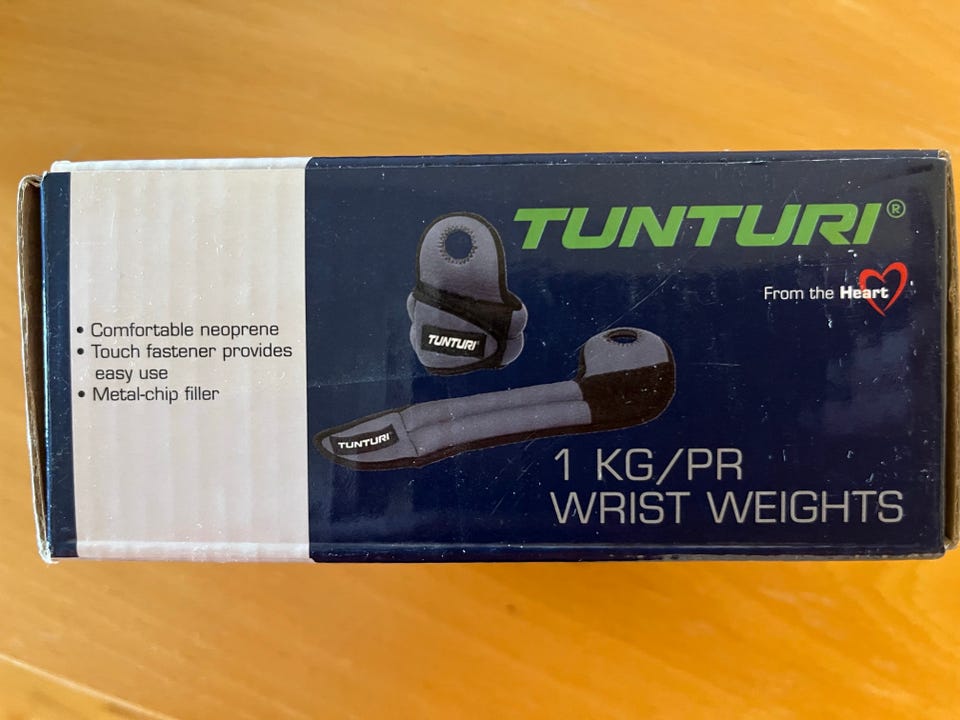 TUNTURI®
From the Heart
TUNTURI
TUNTURI
• Comfortable neoprene
• Touch fastener provides
easy use
• Metal-chip filler
1 KG/PR
WRIST WEIGHTS